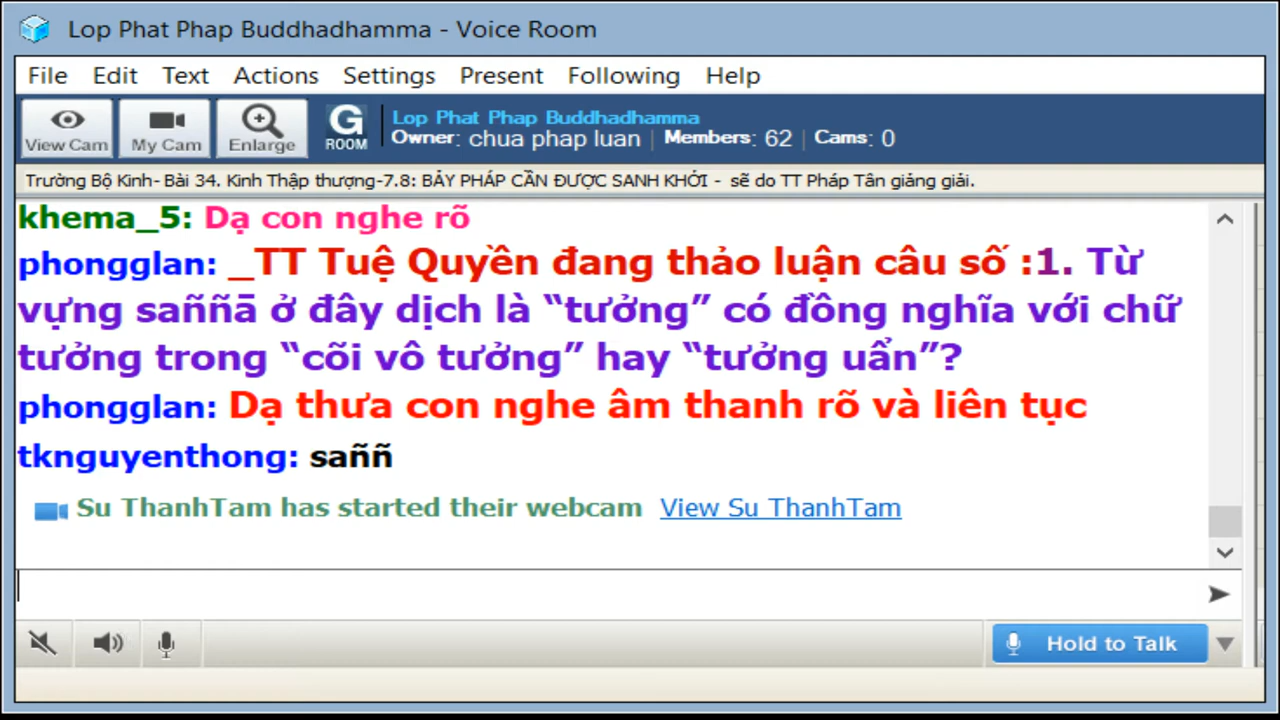 Lop Phat Phap Buddhadhamma - Voice Room
File Edit Text Actions Settings Present Following Help
View Cam My Cam Enlarge G ROOM
Lop Phat Phap Buddhadhamma
Owner: chua phap luan | Members: 62 | Cams: 0
Trường Bộ Kinh- Bài 34. Kinh Thập thượng-7.8: BẢY PHÁP CẦN ĐƯỢC SANH KHỞI - sẽ do TT Pháp Tân giảng giải.
khema_5: Dạ con nghe rõ
phongglan: _TT Tuệ Quyền đang thảo luận câu số :1. Từ
vựng saññā ở đây dịch là “tưởng” có đồng nghĩa với chữ
tưởng trong “cõi vô tưởng” hay “tưởng uẩn”?
phongglan: Dạ thưa con nghe âm thanh rõ và liên tục
tknguyenthong: saññ
Su ThanhTam has started their webcam View Su ThanhTam
Hold to Talk